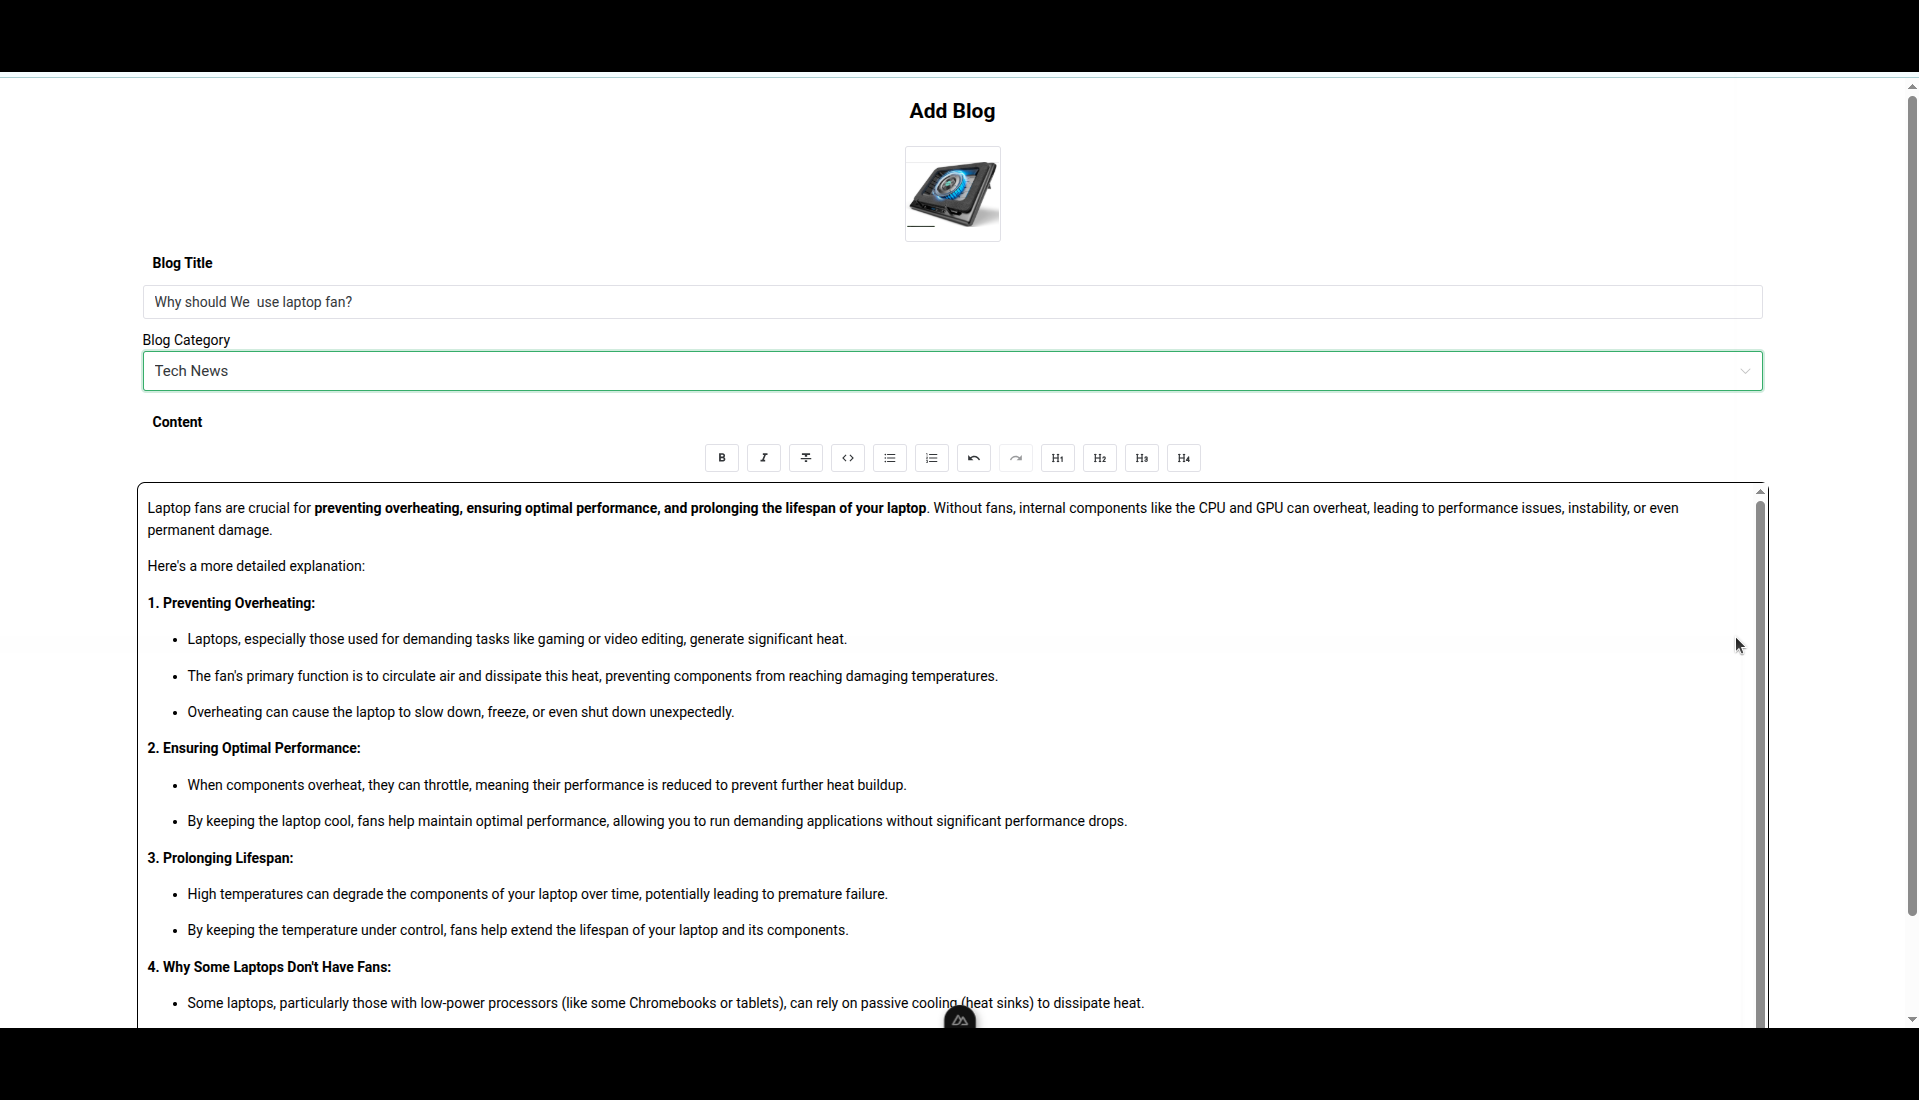 Add Blog
Blog Title
Why should We  use laptop fan?
Blog Category
Tech News
Content
B I S <> H1 H2 H3 H4
Laptop fans are crucial for preventing overheating, ensuring optimal performance, and prolonging the lifespan of your laptop. Without fans, internal components like the CPU and GPU can overheat, leading to performance issues, instability, or even
permanent damage.
Here's a more detailed explanation:
1. Preventing Overheating:
• Laptops, especially those used for demanding tasks like gaming or video editing, generate significant heat.
• The fan's primary function is to circulate air and dissipate this heat, preventing components from reaching damaging temperatures.
• Overheating can cause the laptop to slow down, freeze, or even shut down unexpectedly.
2. Ensuring Optimal Performance:
• When components overheat, they can throttle, meaning their performance is reduced to prevent further heat buildup.
• By keeping the laptop cool, fans help maintain optimal performance, allowing you to run demanding applications without significant performance drops.
3. Prolonging Lifespan:
• High temperatures can degrade the components of your laptop over time, potentially leading to premature failure.
• By keeping the temperature under control, fans help extend the lifespan of your laptop and its components.
4. Why Some Laptops Don't Have Fans:
• Some laptops, particularly those with low-power processors (like some Chromebooks or tablets), can rely on passive cooling (heat sinks) to dissipate heat.